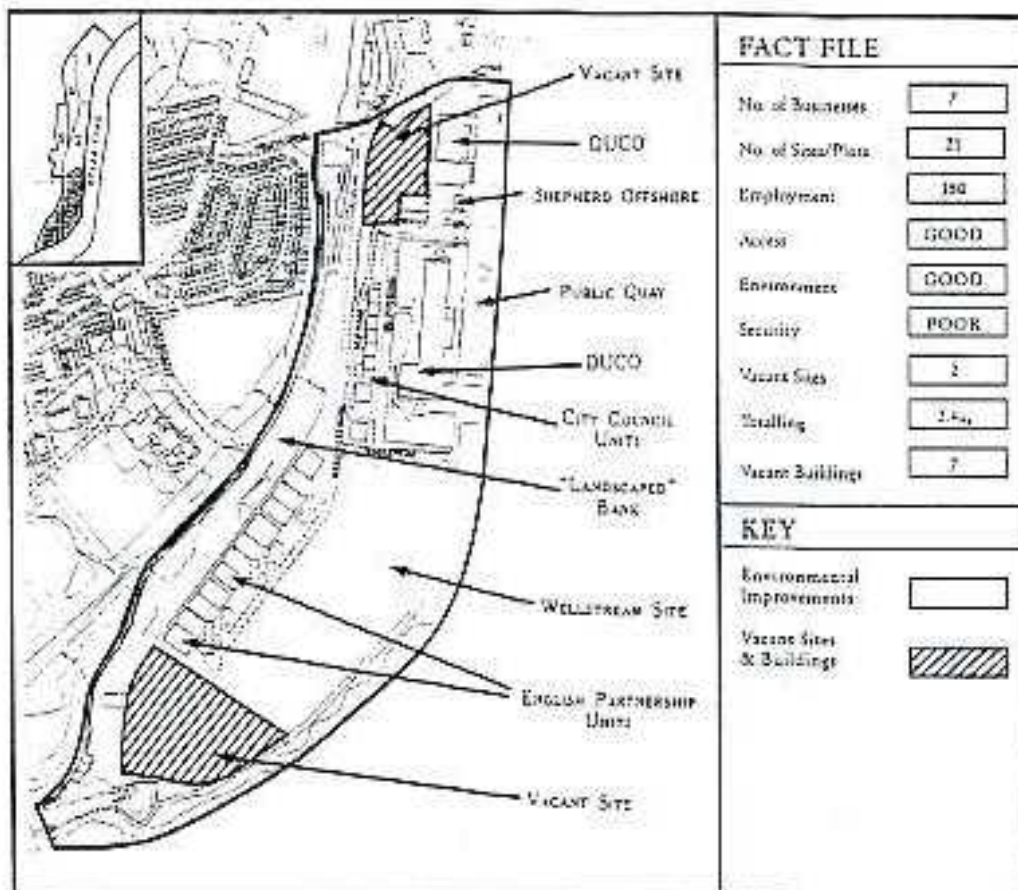 VACANT SITE
DUCO
SHEPHERD OFFSHORE
PUBLIC QUAY
DUCO
CITY COUNCIL
UNITS
"LANDSCAPED"
BANK
WELLSTREAM SITE
ENGLISH PARTNERSHIP
UNITS
VACANT SITE
FACT FILE
No. of Businesses 7
No. of Sites/Plots 21
Employment
Access GOOD
Environment GOOD
Security POOR
Vacant Sites 2
Totalling
Vacant Buildings 7
KEY
Environmental
Improvements
Vacant Sites
& Buildings